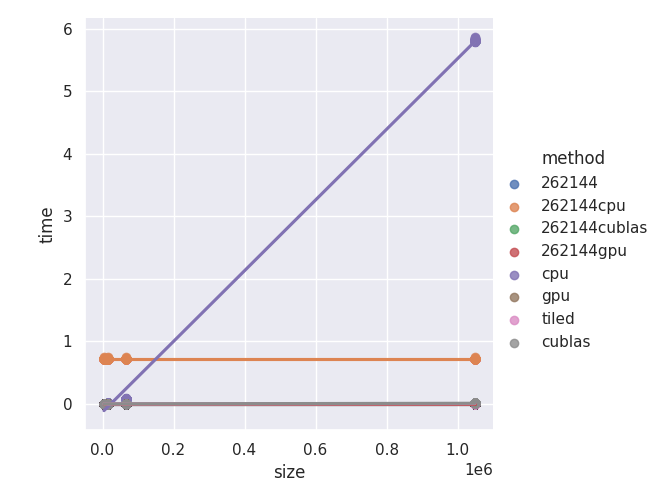 6
5
4
3
2
1
0
time
0.0 0.2 0.4 0.6 0.8 1.0
1e6
size
method
262144
262144cpu
262144cublas
262144gpu
cpu
gpu
tiled
cublas